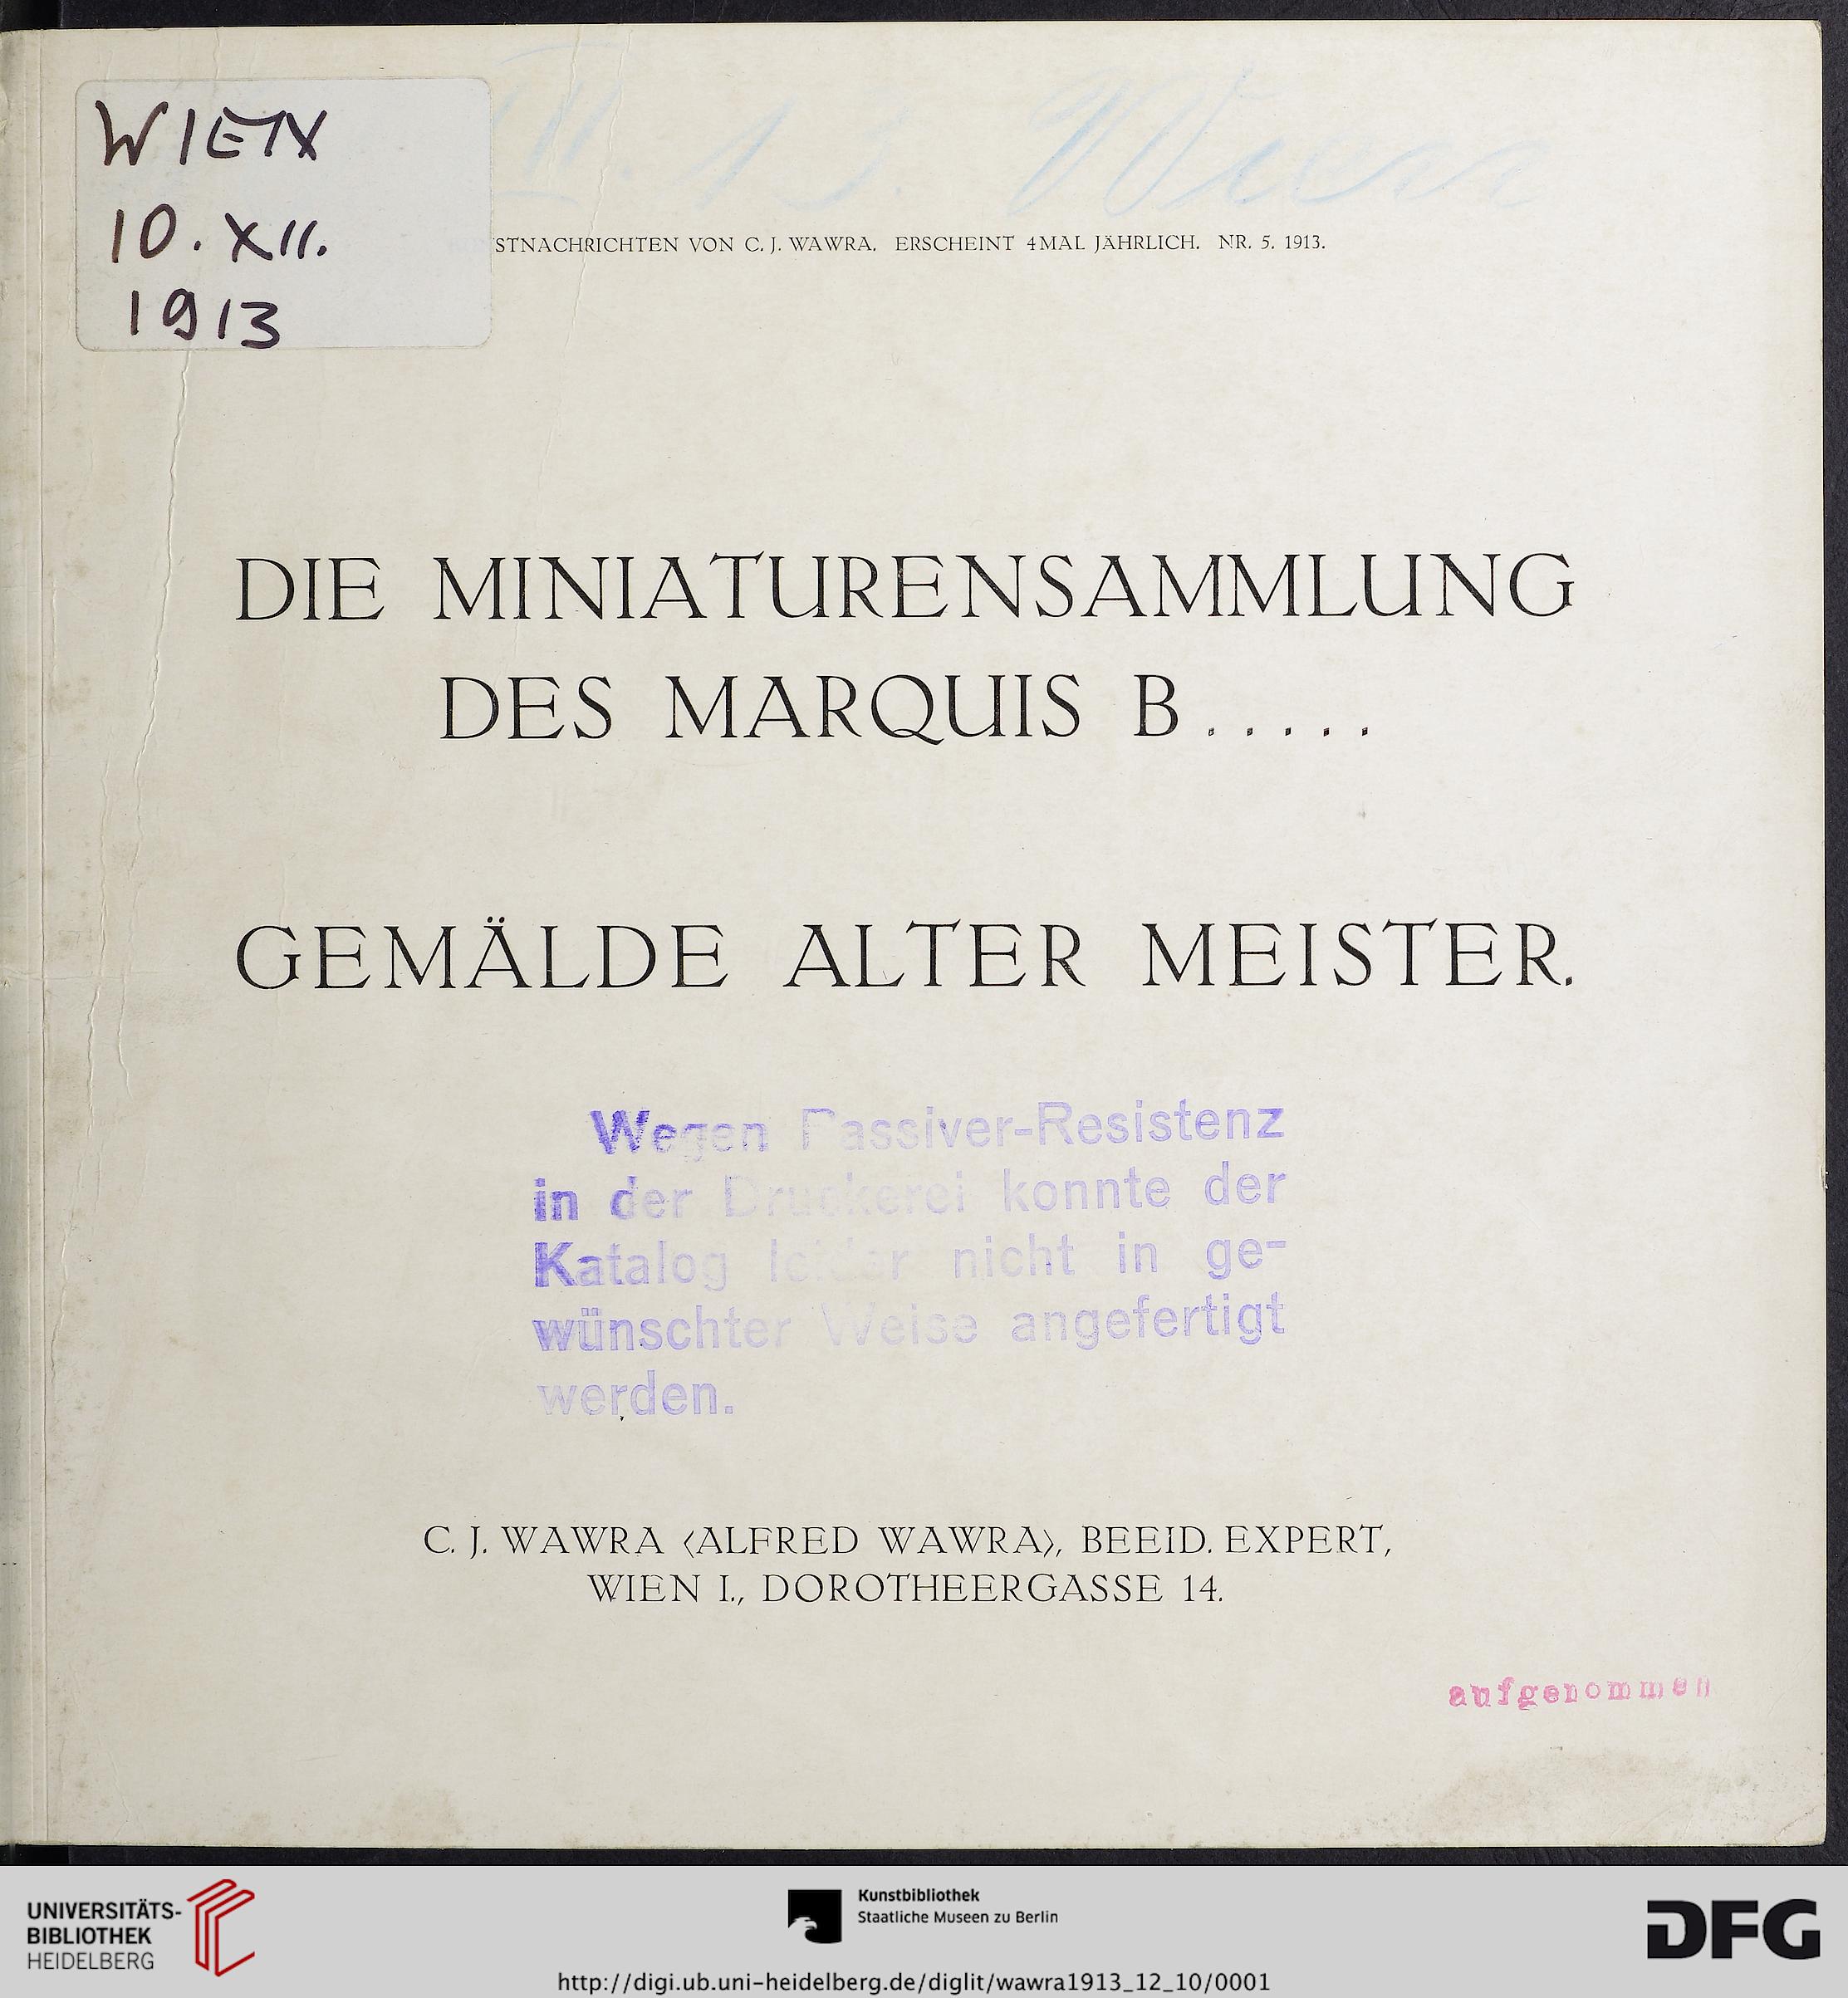 WIEN
10. XII.
1913
13. Wien
STNACHRICHTEN VON C. J. WAWRA. ERSCHEINT 4MAL JÄHRLICH. NR. 5. 1913.
DIE MINIATURENSAMMLUNG
DES MARQUIS B.....
GEMÄLDE ALTER MEISTER.
Wegen Passiver-Resistenz
in der Druckerei konnte der
Katalog leider nicht in ge-
wünschter Weise angefertigt
werden.
C. J. WAWRA <ALFRED WAWRA>, BEEID. EXPERT,
WIEN I., DOROTHEERGASSE 14.
aufgenommen
UNIVERSITÄTS-
BIBLIOTHEK
HEIDELBERG
Kunstbibliothek
Staatliche Museen zu Berlin
DFG
http://digi.ub.uni-heidelberg.de/diglit/wawra1913_12_10/0001